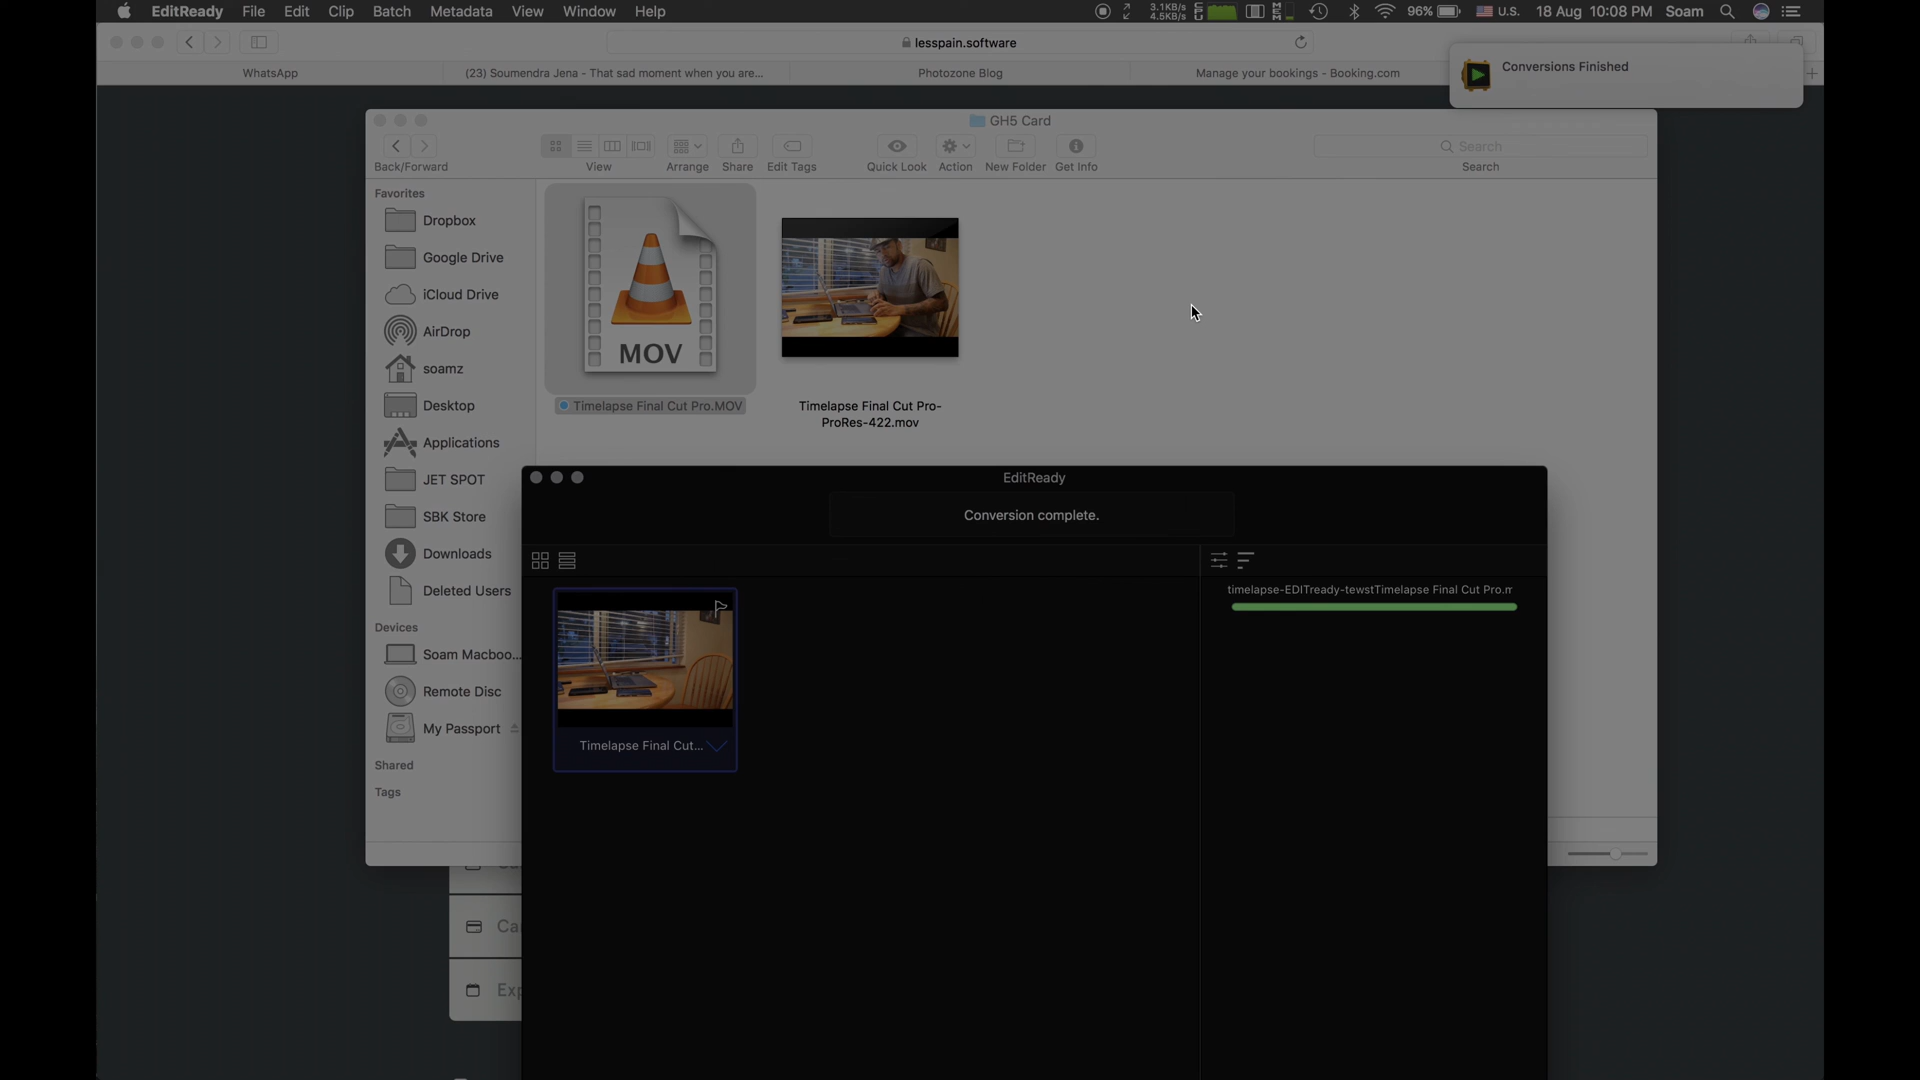 EditReady File Edit Clip Batch Metadata View Window Help
3.1KB/s
4.5KB/s
CPU
MEM
96%
U.S.
18 Aug 10:08 PM Soam
lesspain.software
WhatsApp
(23) Soumendra Jena - That sad moment when you are...
Photozone Blog
Manage your bookings - Booking.com
Conversions Finished
GH5 Card
Search
Back/Forward View Arrange Share Edit Tags Quick Look Action New Folder Get Info Search
Favorites
Dropbox
Google Drive
iCloud Drive
AirDrop
soamz
Desktop
Applications
JET SPOT
SBK Store
Downloads
Deleted Users
Devices
Soam Macboo...
Remote Disc
My Passport
Shared
Tags
MOV
Timelapse Final Cut Pro.MOV
Timelapse Final Cut Pro-
ProRes-422.mov
EditReady
Conversion complete.
timelapse-EDITready-tewstTimelapse Final Cut Pro.m
Timelapse Final Cut...
Exp